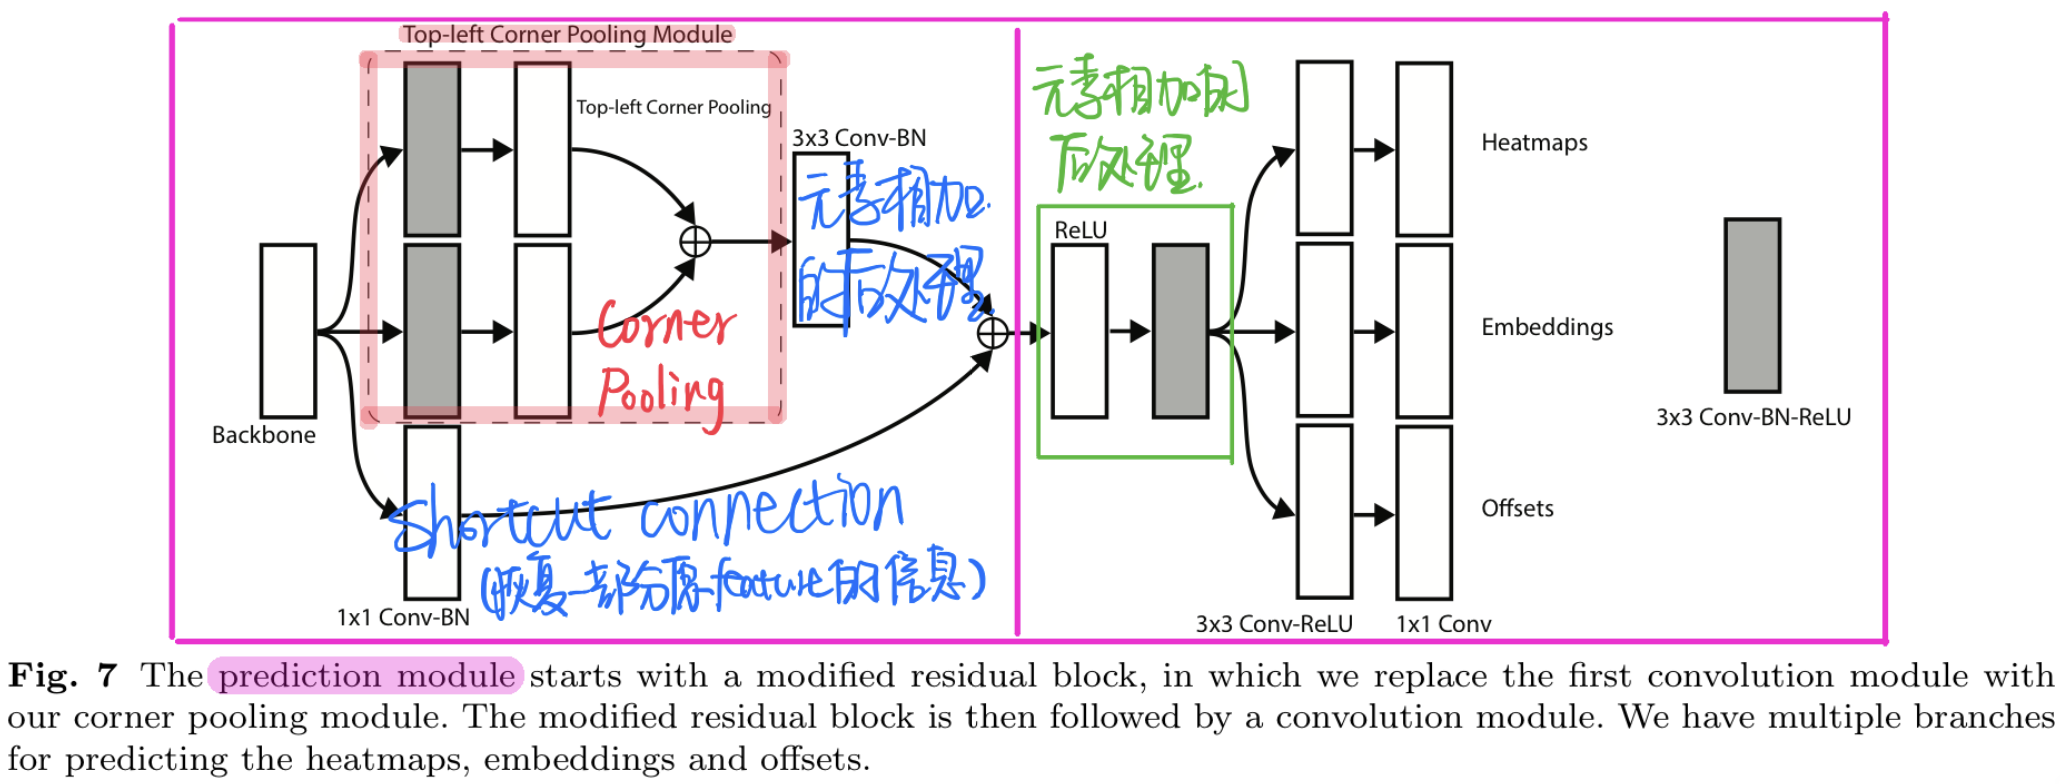 Top-left Corner Pooling Module
Top-left Corner Pooling
3x3 Conv-BN
元素相加.
的后处理.
Corner
Pooling
Backbone
Shortcut connection
(恢复一部分原feature的信息)
1x1 Conv-BN
元素相加的
后处理.
ReLU
Heatmaps
Embeddings
Offsets
3x3 Conv-ReLU
1x1 Conv
3x3 Conv-BN-ReLU
Fig. 7 The prediction module starts with a modified residual block, in which we replace the first convolution module with
our corner pooling module. The modified residual block is then followed by a convolution module. We have multiple branches
for predicting the heatmaps, embeddings and offsets.